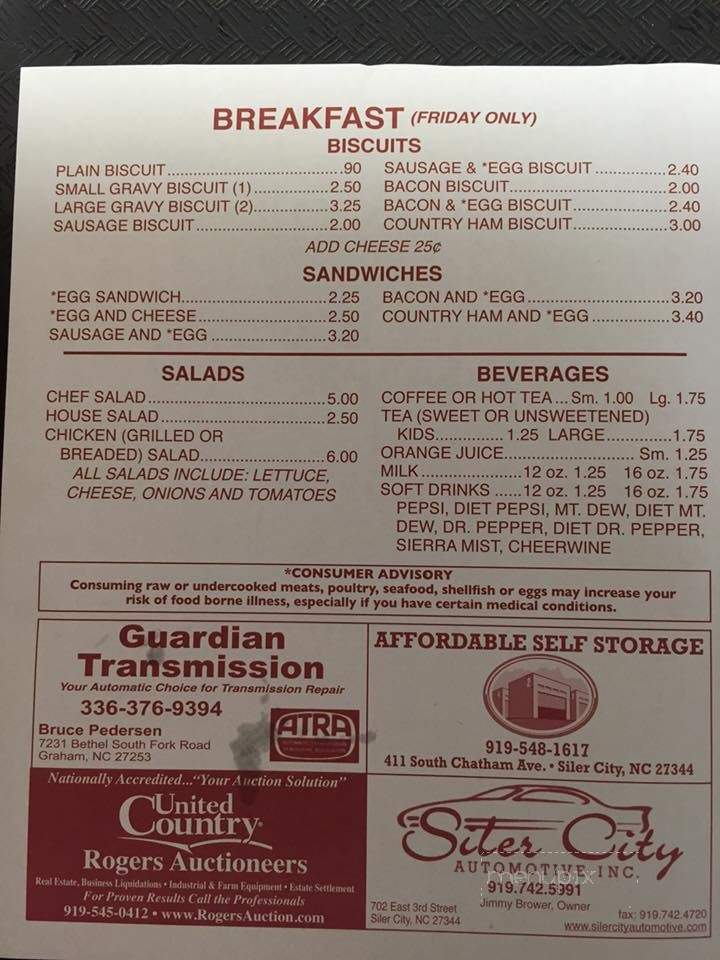 BREAKFAST (FRIDAY ONLY)
BISCUITS
PLAIN BISCUIT.....................................90
SMALL GRAVY BISCUIT (1)................2.50
LARGE GRAVY BISCUIT (2)................3.25
SAUSAGE BISCUIT............................2.00
SAUSAGE & *EGG BISCUIT ...............2.40
BACON BISCUIT................................2.00
BACON & *EGG BISCUIT....................2.40
COUNTRY HAM BISCUIT....................3.00
ADD CHEESE 25¢
SANDWICHES
*EGG SANDWICH..............................2.25
*EGG AND CHEESE...........................2.50
SAUSAGE AND *EGG ........................3.20
BACON AND *EGG.............................3.20
COUNTRY HAM AND *EGG................3.40
SALADS
CHEF SALAD.....................................5.00
HOUSE SALAD...................................2.50
CHICKEN (GRILLED OR
BREADED) SALAD..........................6.00
ALL SALADS INCLUDE: LETTUCE,
CHEESE, ONIONS AND TOMATOES
BEVERAGES
COFFEE OR HOT TEA... Sm. 1.00 Lg. 1.75
TEA (SWEET OR UNSWEETENED)
KIDS............... 1.25 LARGE..............1.75
ORANGE JUICE............................ Sm. 1.25
MILK .....................12 oz. 1.25 16 oz. 1.75
SOFT DRINKS ......12 oz. 1.25 16 oz. 1.75
PEPSI, DIET PEPSI, MT. DEW, DIET MT.
DEW, DR. PEPPER, DIET DR. PEPPER,
SIERRA MIST, CHEERWINE
*CONSUMER ADVISORY
Consuming raw or undercooked meats, poultry, seafood, shellfish or eggs may increase your
risk of food borne illness, especially if you have certain medical conditions.
Guardian
Transmission
Your Automatic Choice for Transmission Repair
336-376-9394
Bruce Pedersen
7231 Bethel South Fork Road
Graham, NC 27253
ATRA
AFFORDABLE SELF STORAGE
919-548-1617
411 South Chatham Ave. • Siler City, NC 27344
Nationally Accredited..."Your Auction Solution"
United
Country
Rogers Auctioneers
Real Estate, Business Liquidations • Industrial & Farm Equipment • Estate Settlement
For Proven Results Call the Professionals
919-545-0412 • www.RogersAuction.com
Siler City
AUTOMOTIVE, INC.
menupix
919.742.5991
Jimmy Brower, Owner
702 East 3rd Street
Siler City, NC 27344
fax: 919.742.4720
www.silercityautomotive.com